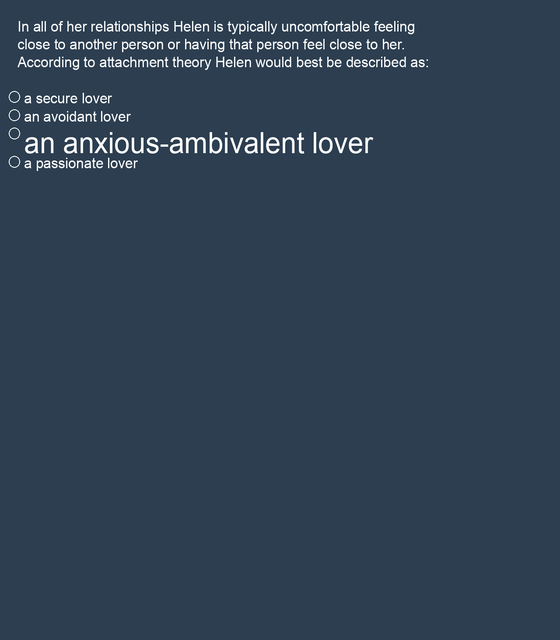 In all of her relationships Helen is typically uncomfortable feeling
close to another person or having that person feel close to her.
According to attachment theory Helen would best be described as:
a secure lover
an avoidant lover
an anxious-ambivalent lover
a passionate lover